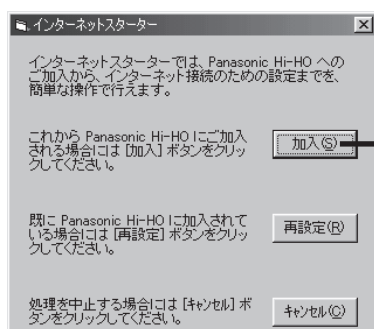 インターネットスターター
インターネットスターターでは、Panasonic Hi-HO への
ご加入から、インターネット接続のための設定までを、
簡単な操作で行えます。
これから Panasonic Hi-HO にご加入
される場合には [加入] ボタンをクリッ
クしてください。
加入(S)
既に Panasonic Hi-HO に加入されて
いる場合には [再設定] ボタンをクリッ
クしてください。
再設定(R)
処理を中止する場合には [キャンセル] ボ
タンをクリックしてください。
キャンセル(C)